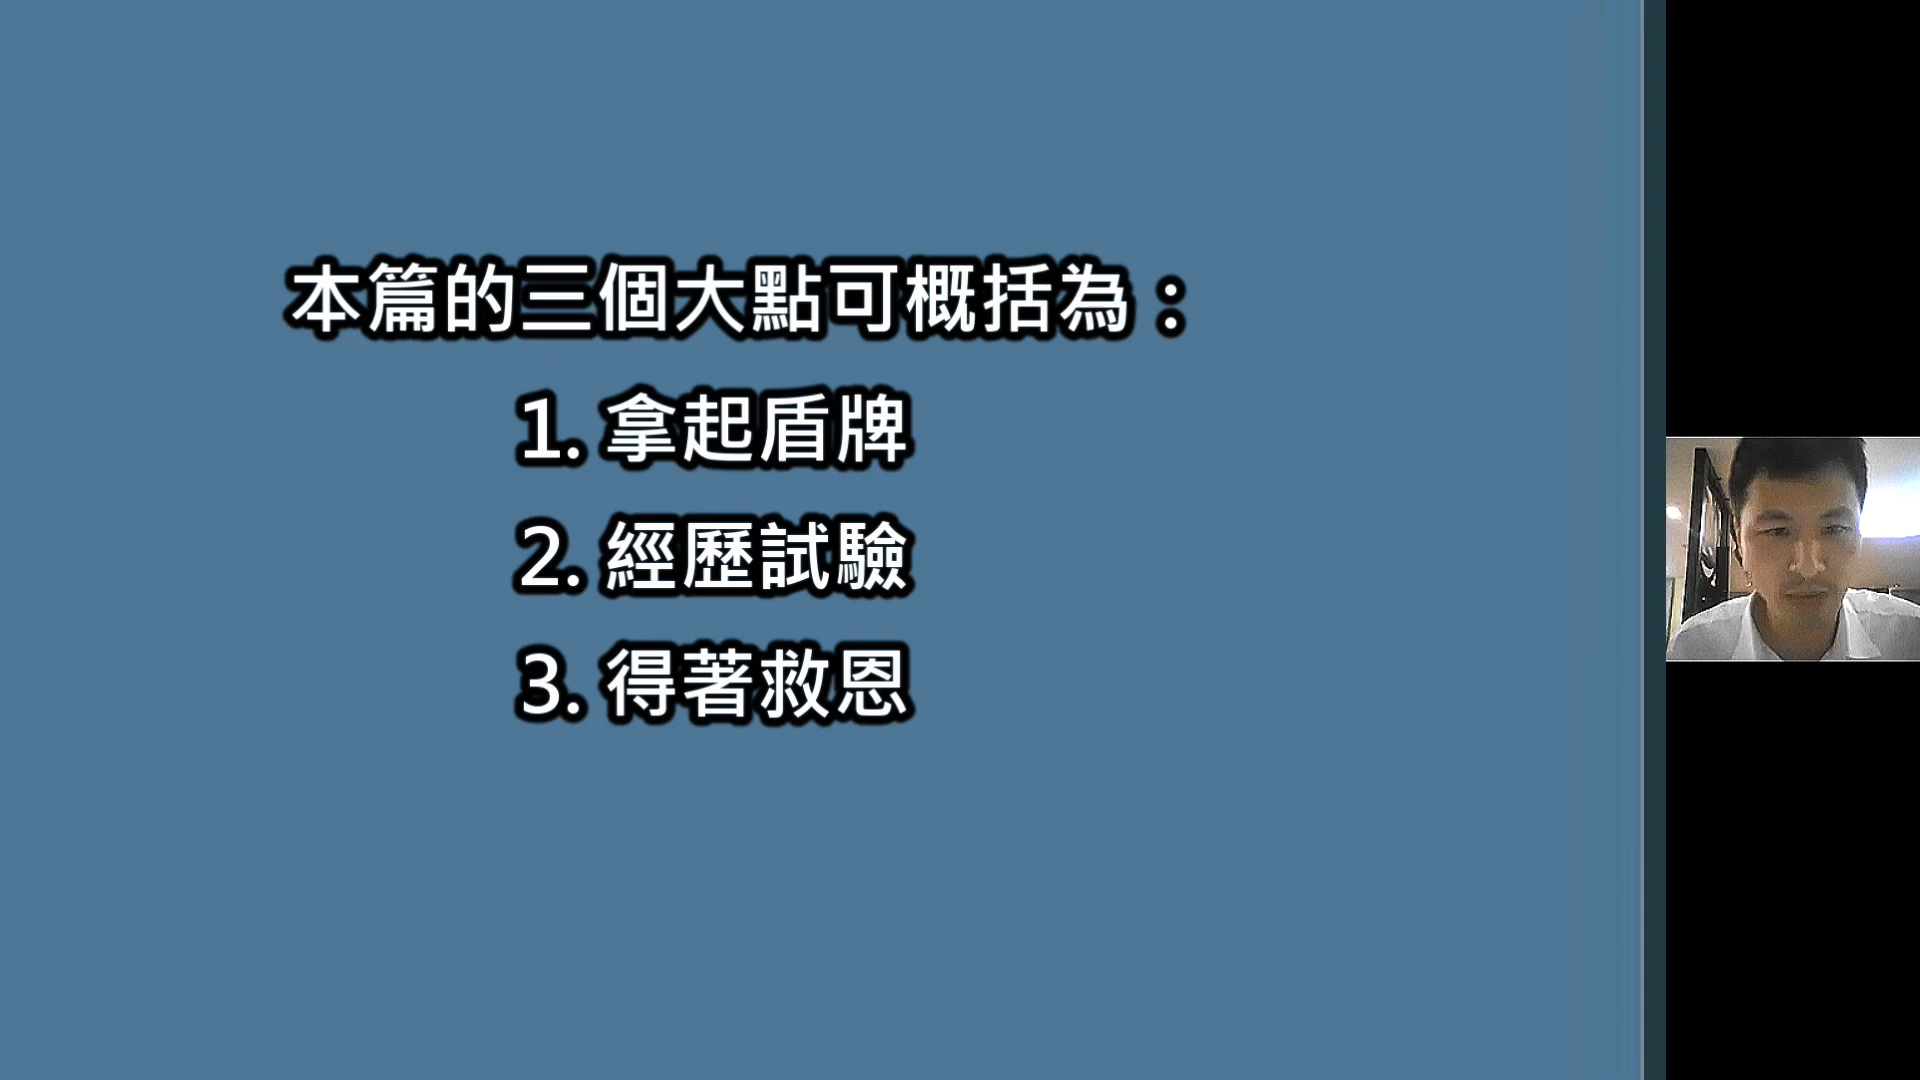 本篇的三個大點可概括為：
1. 拿起盾牌
2. 經歷試驗
3. 得著救恩